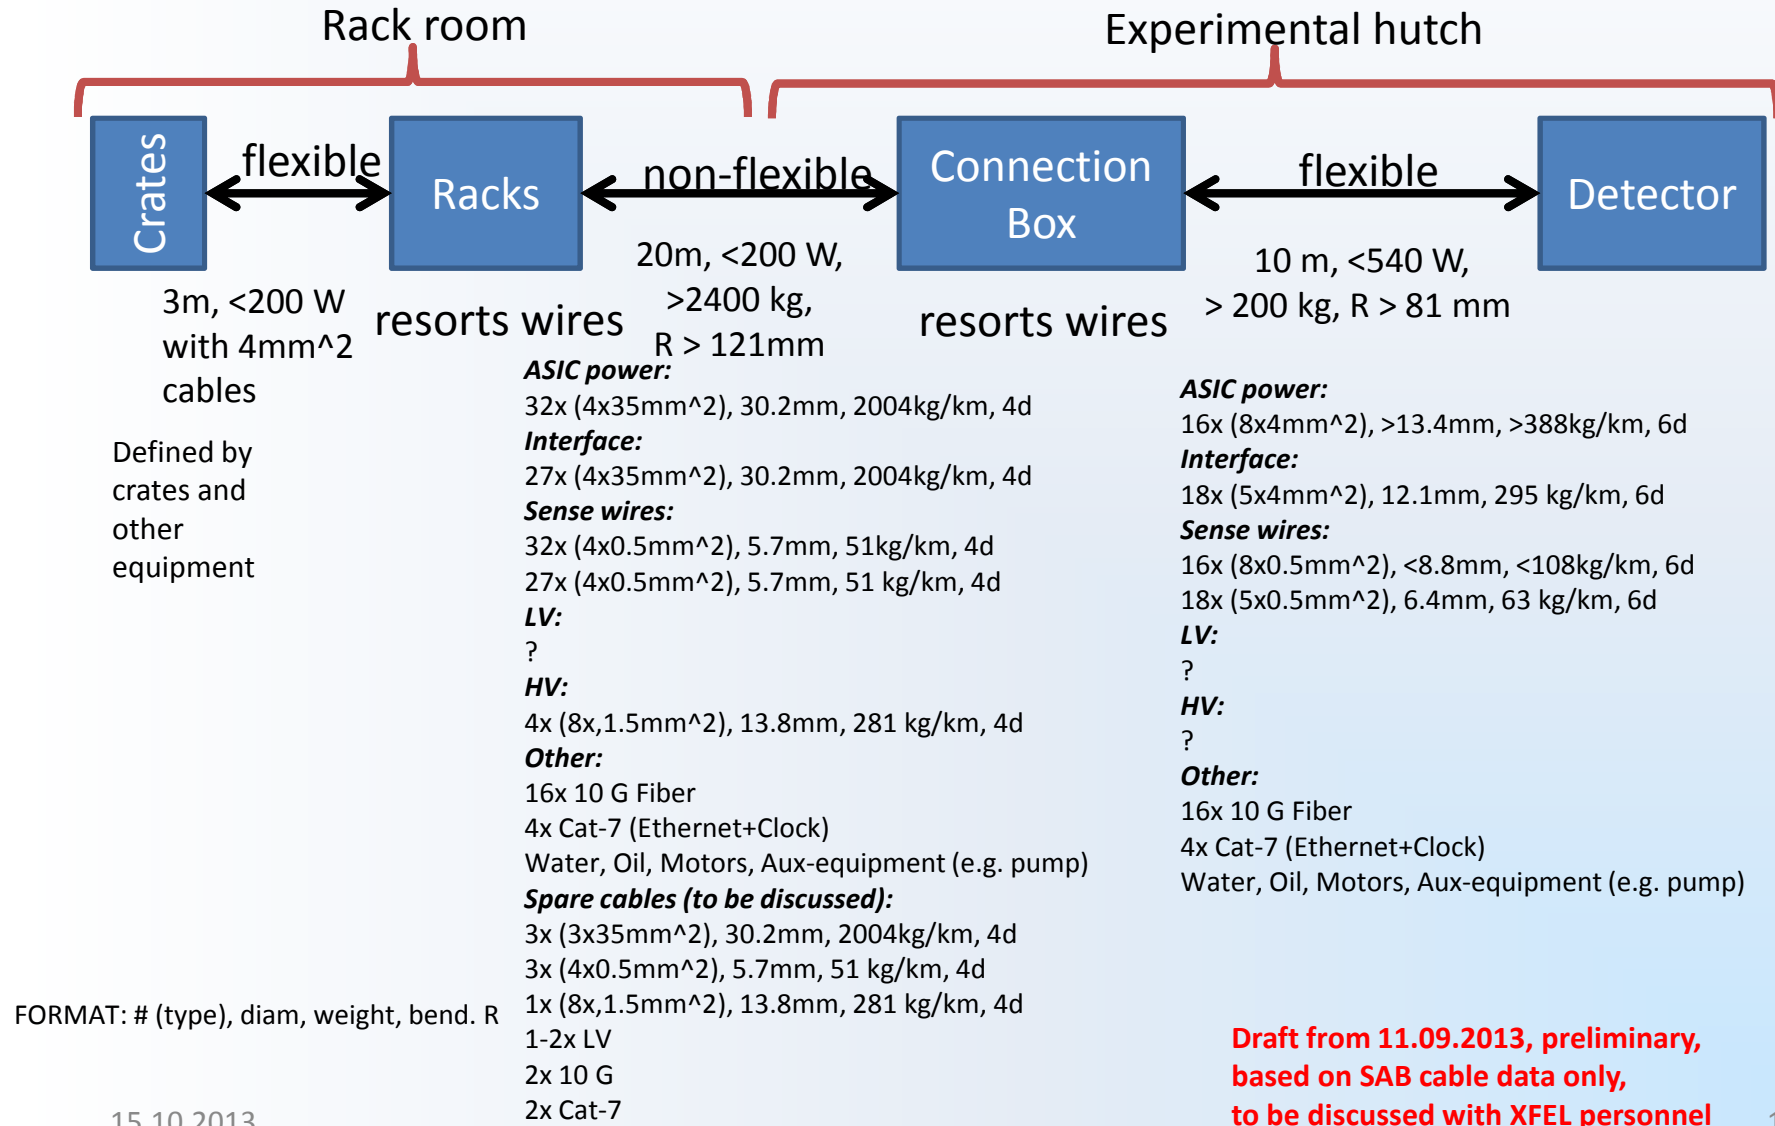 Rack room
Experimental hutch
Crates
flexible
Racks
non-flexible
Connection
Box
flexible
Detector
3m, <200 W
with 4mm^2
cables
resorts wires
20m, <200 W,
>2400 kg,
R > 121mm
resorts wires
10 m, <540 W,
> 200 kg, R > 81 mm
Defined by
crates and
other
equipment
ASIC power:
32x (4x35mm^2), 30.2mm, 2004kg/km, 4d
Interface:
27x (4x35mm^2), 30.2mm, 2004kg/km, 4d
Sense wires:
32x (4x0.5mm^2), 5.7mm, 51kg/km, 4d
27x (4x0.5mm^2), 5.7mm, 51 kg/km, 4d
LV:
?
HV:
4x (8x,1.5mm^2), 13.8mm, 281 kg/km, 4d
Other:
16x 10 G Fiber
4x Cat-7 (Ethernet+Clock)
Water, Oil, Motors, Aux-equipment (e.g. pump)
Spare cables (to be discussed):
3x (3x35mm^2), 30.2mm, 2004kg/km, 4d
3x (4x0.5mm^2), 5.7mm, 51 kg/km, 4d
1x (8x,1.5mm^2), 13.8mm, 281 kg/km, 4d
1-2x LV
2x 10 G
2x Cat-7
ASIC power:
16x (8x4mm^2), >13.4mm, >388kg/km, 6d
Interface:
18x (5x4mm^2), 12.1mm, 295 kg/km, 6d
Sense wires:
16x (8x0.5mm^2), <8.8mm, <108kg/km, 6d
18x (5x0.5mm^2), 6.4mm, 63 kg/km, 6d
LV:
?
HV:
?
Other:
16x 10 G Fiber
4x Cat-7 (Ethernet+Clock)
Water, Oil, Motors, Aux-equipment (e.g. pump)
FORMAT: # (type), diam, weight, bend. R
Draft from 11.09.2013, preliminary,
based on SAB cable data only,
to be discussed with XFEL personnel
15.10.2013